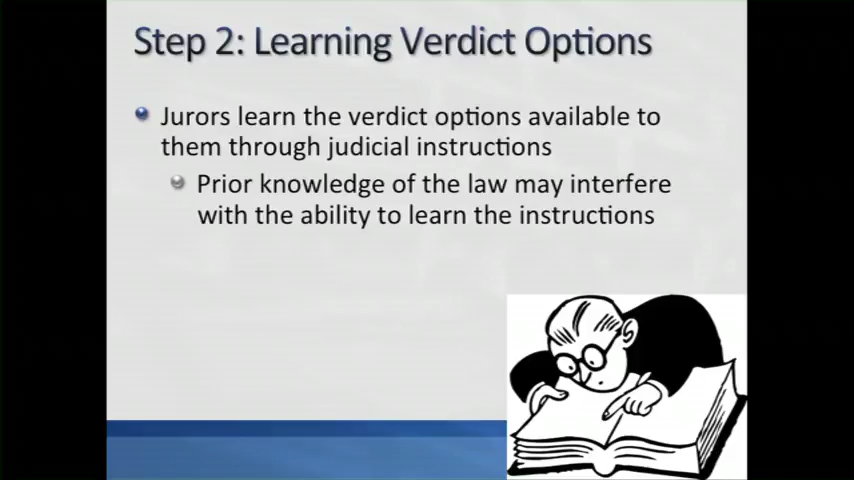 Step 2: Learning Verdict Options
Jurors learn the verdict options available to
them through judicial instructions
Prior knowledge of the law may interfere
with the ability to learn the instructions